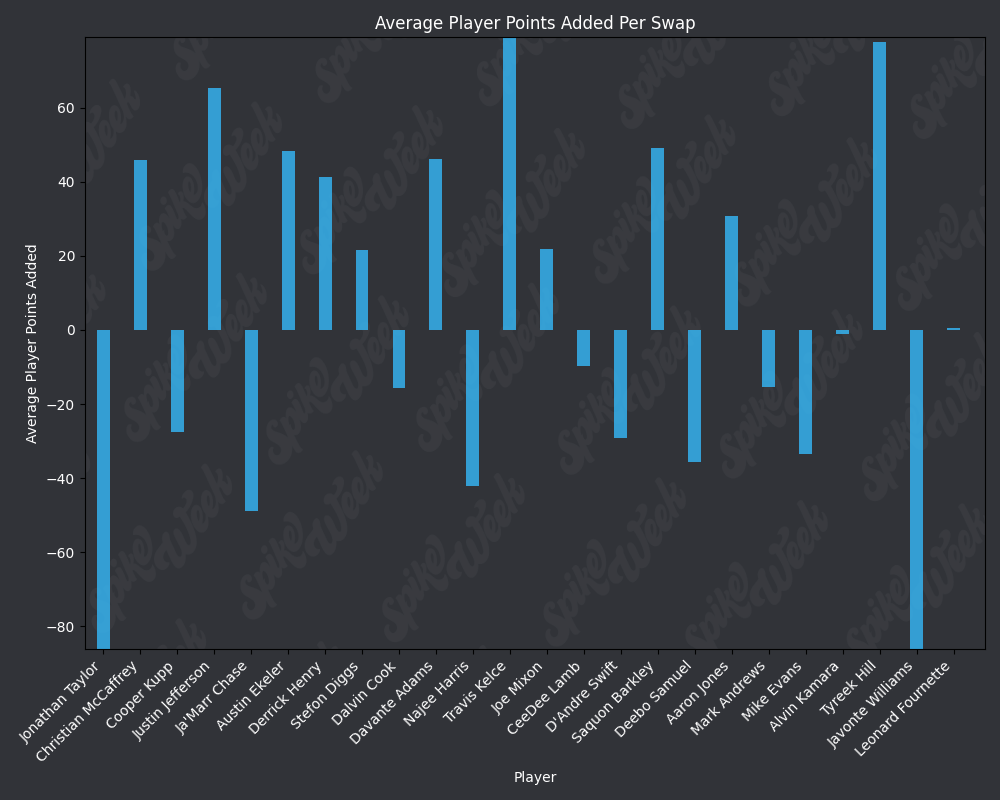 Average Player Points Added Per Swap
Average Player Points Added
60
40
20
0
−20
−40
−60
−80
Jonathan Taylor
Christian McCaffrey
Cooper Kupp
Justin Jefferson
Ja'Marr Chase
Austin Ekeler
Derrick Henry
Stefon Diggs
Dalvin Cook
Davante Adams
Najee Harris
Travis Kelce
Joe Mixon
CeeDee Lamb
D'Andre Swift
Saquon Barkley
Deebo Samuel
Aaron Jones
Mark Andrews
Mike Evans
Alvin Kamara
Tyreek Hill
Javonte Williams
Leonard Fournette
Player
Spike Week